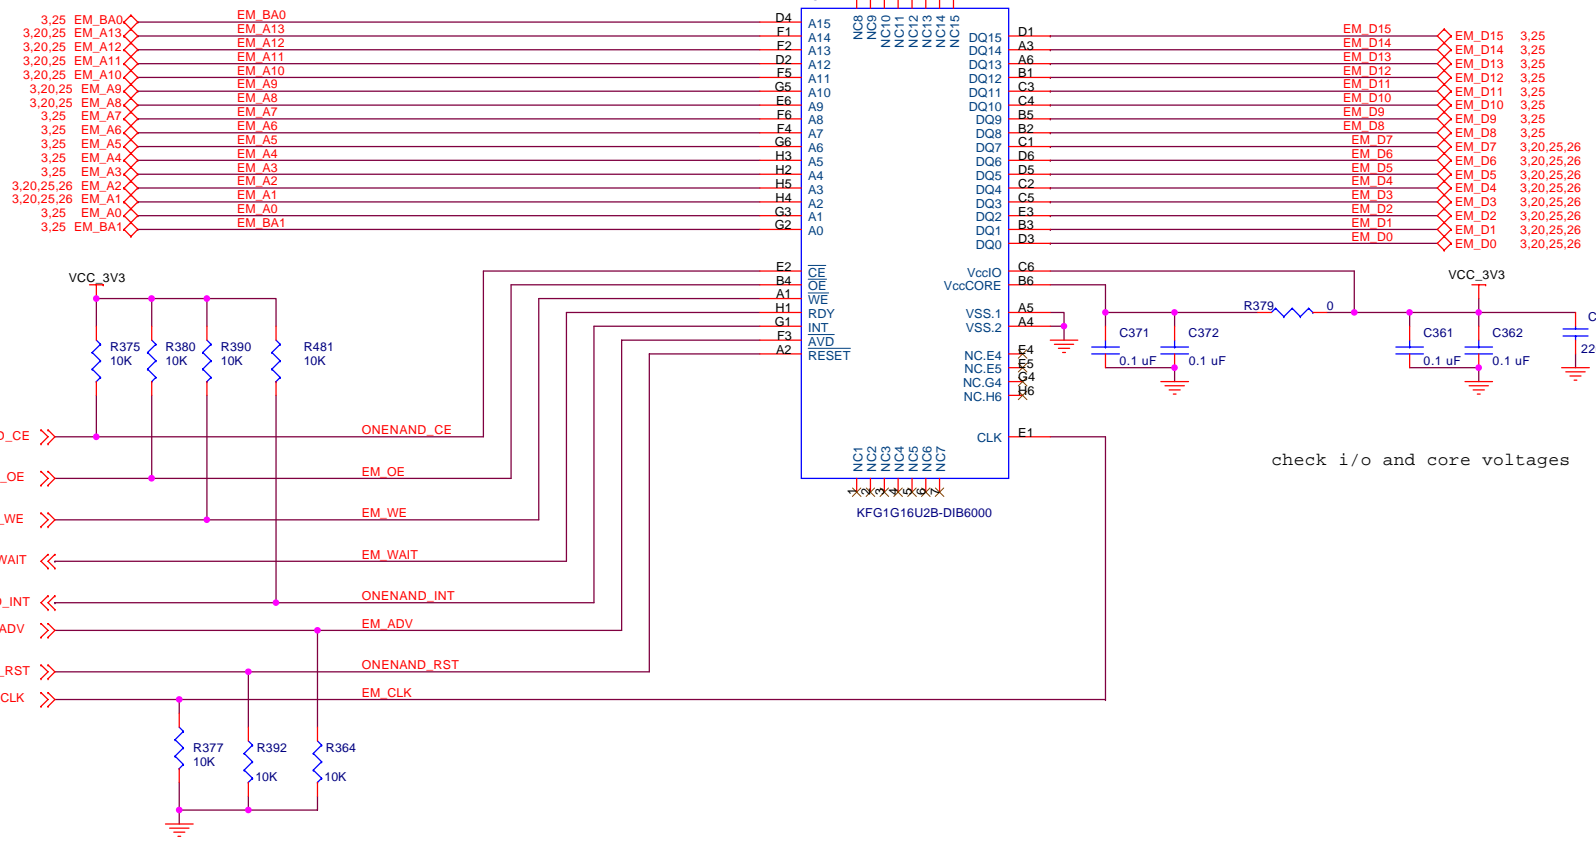 3,25 EM_BA0 EM_BA0 D4 A15
3,20,25 EM_A13 EM_A13 F1 A14
3,20,25 EM_A12 EM_A12 F2 A13
3,20,25 EM_A11 EM_A11 D2 A12
3,20,25 EM_A10 EM_A10 F5 A11
3,20,25 EM_A9 EM_A9 G5 A10
3,20,25 EM_A8 EM_A8 E6 A9
3,25 EM_A7 EM_A7 F6 A8
3,25 EM_A6 EM_A6 F4 A7
3,25 EM_A5 EM_A5 G6 A6
3,25 EM_A4 EM_A4 H3 A5
3,25 EM_A3 EM_A3 H2 A4
3,20,25,26 EM_A2 EM_A2 H5 A3
3,20,25,26 EM_A1 EM_A1 H4 A2
3,25 EM_A0 EM_A0 G3 A1
3,25 EM_BA1 EM_BA1 G2 A0
NC8 NC9 NC10 NC11 NC12 NC13 NC14 NC15
DQ15 D1 EM_D15 EM_D15 3,25
DQ14 A3 EM_D14 EM_D14 3,25
DQ13 A6 EM_D13 EM_D13 3,25
DQ12 B1 EM_D12 EM_D12 3,25
DQ11 C3 EM_D11 EM_D11 3,25
DQ10 C4 EM_D10 EM_D10 3,25
DQ9 B5 EM_D9 EM_D9 3,25
DQ8 B2 EM_D8 EM_D8 3,25
DQ7 C1 EM_D7 EM_D7 3,20,25,26
DQ6 D6 EM_D6 EM_D6 3,20,25,26
DQ5 D5 EM_D5 EM_D5 3,20,25,26
DQ4 C2 EM_D4 EM_D4 3,20,25,26
DQ3 C5 EM_D3 EM_D3 3,20,25,26
DQ2 E3 EM_D2 EM_D2 3,20,25,26
DQ1 B3 EM_D1 EM_D1 3,20,25,26
DQ0 D3 EM_D0 EM_D0 3,20,25,26
VCC_3V3
E2 CE
B4 OE
A1 WE
H1 RDY
G1 INT
F3 AVD
A2 RESET
VccIO C6
VccCORE B6
VSS.1 A5
VSS.2 A4
NC.E4 E4
NC.E5 E5
NC.G4 G4
NC.H6 H6
CLK E1
VCC_3V3
R379 0
C371 0.1 uF
C372 0.1 uF
C361 0.1 uF
C362 0.1 uF
C
22
R375 10K
R380 10K
R390 10K
R481 10K
D_CE ONENAND_CE
_OE EM_OE
_WE EM_WE
WAIT EM_WAIT
D_INT ONENAND_INT
ADV EM_ADV
_RST ONENAND_RST
CLK EM_CLK
check i/o and core voltages
NC1 NC2 NC3 NC4 NC5 NC6 NC7
1 2 3 4 5 6 7
KFG1G16U2B-DIB6000
R377 10K
R392 10K
R364 10K